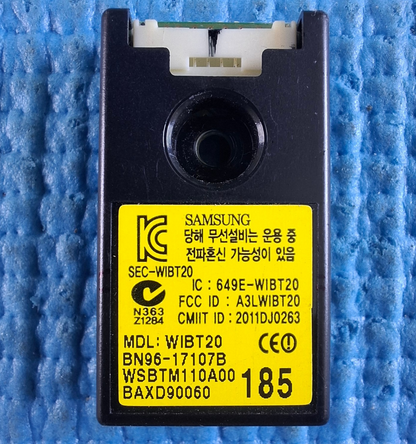 SAMSUNG
당해 무선설비는 운용 중
전파혼신 가능성이 있음
SEC-WIBT20
IC : 649E-WIBT20
FCC ID : A3LWIBT20
CMIIT ID : 2011DJ0263
N363
Z1284
MDL: WIBT20
BN96-17107B
WSBTM110A00
BAXD90060
185